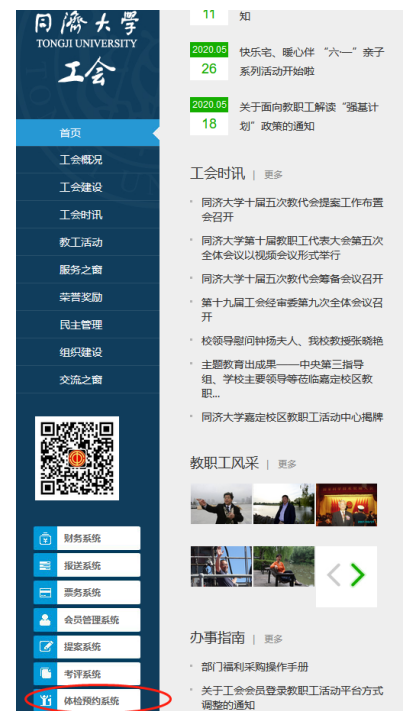 同濟大學
TONGJI UNIVERSITY
工会
首页
工会概况
工会建设
工会时讯
教工活动
服务之窗
荣誉奖励
民主管理
组织建设
交流之窗
财务系统
报送系统
票务系统
会员管理系统
提案系统
考评系统
体检预约系统
11
知
2020.05
26
快乐宅、暖心伴 “六一”亲子
系列活动开始啦
2020.05
18
关于面向教职工解读“强基计
划”政策的通知
工会时讯 | 更多
同济大学十届五次教代会提案工作布置
会召开
同济大学第十届教职工代表大会第五次
全体会议以视频会议形式举行
同济大学十届五次教代会筹备会议召开
第十九届工会经审委第九次全体会议召
开
校领导慰问钟扬夫人、我校教授张晓艳
主题教育出成果——中央第三指导
组、学校主要领导等莅临嘉定校区教
职...
同济大学嘉定校区教职工活动中心揭牌
教职工风采 | 更多
办事指南 | 更多
部门福利采购操作手册
关于工会会员登录教职工活动平台方式
调整的通知